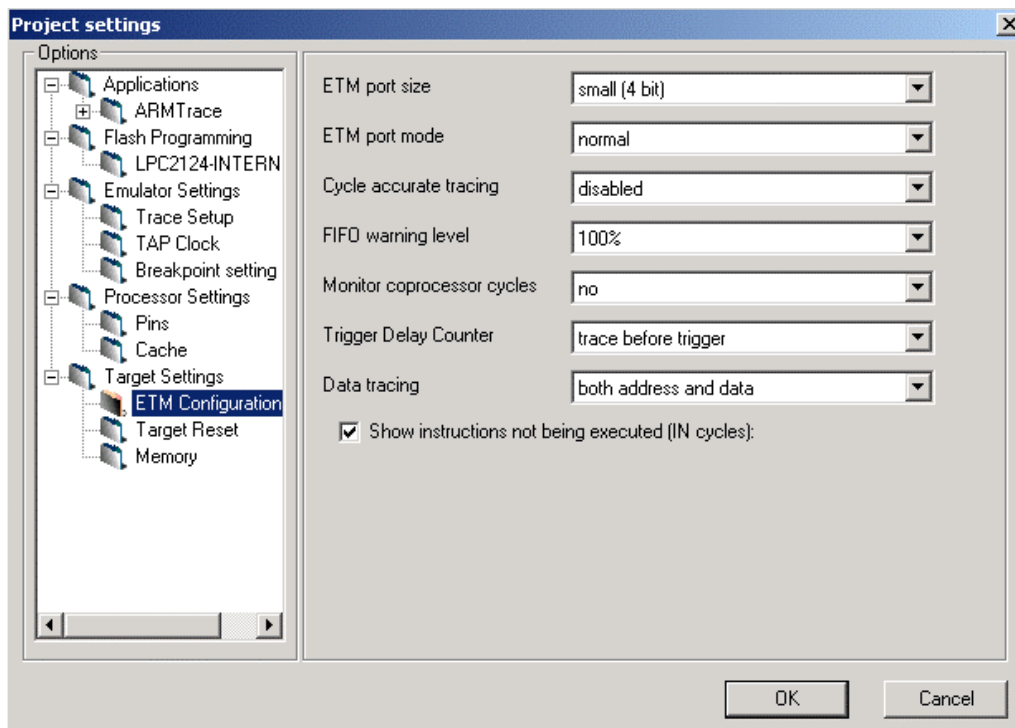 Project settings
Options
Applications
ARMTrace
Flash Programming
LPC2124-INTERN
Emulator Settings
Trace Setup
TAP Clock
Breakpoint setting
Processor Settings
Pins
Cache
Target Settings
ETM Configuration
Target Reset
Memory
ETM port size
small (4 bit)
ETM port mode
normal
Cycle accurate tracing
disabled
FIFO warning level
100%
Monitor coprocessor cycles
no
Trigger Delay Counter
trace before trigger
Data tracing
both address and data
Show instructions not being executed (IN cycles):
OK
Cancel